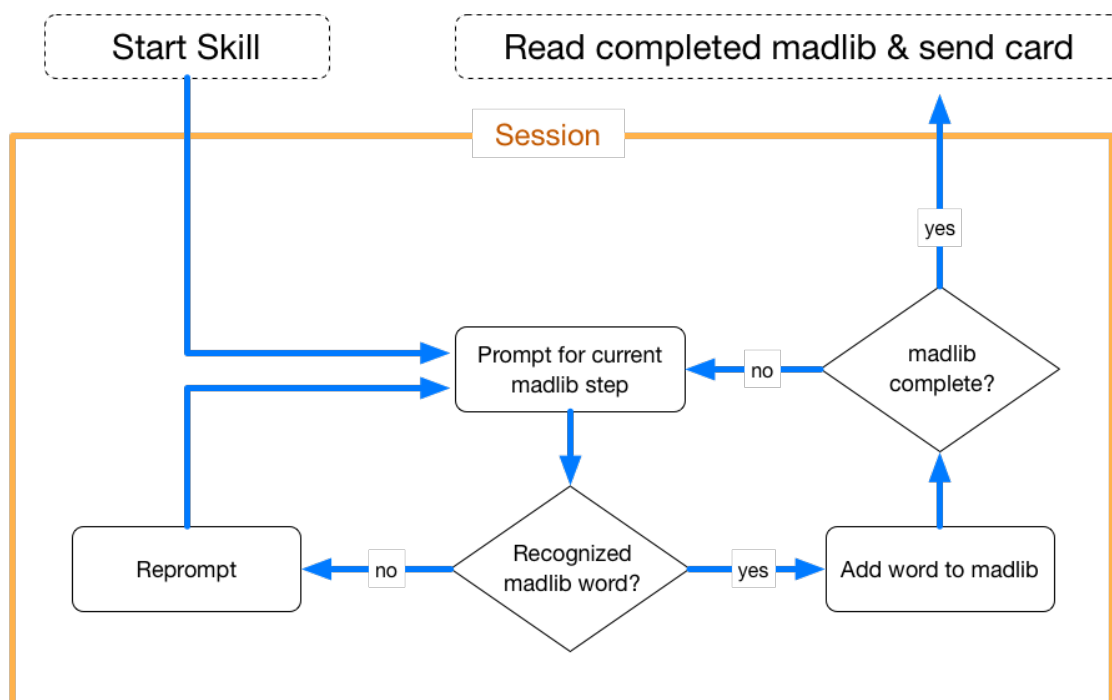 Start Skill
Read completed madlib & send card
Session
yes
Prompt for current
madlib step
no
madlib
complete?
Reprompt
no
Recognized
madlib word?
yes
Add word to madlib